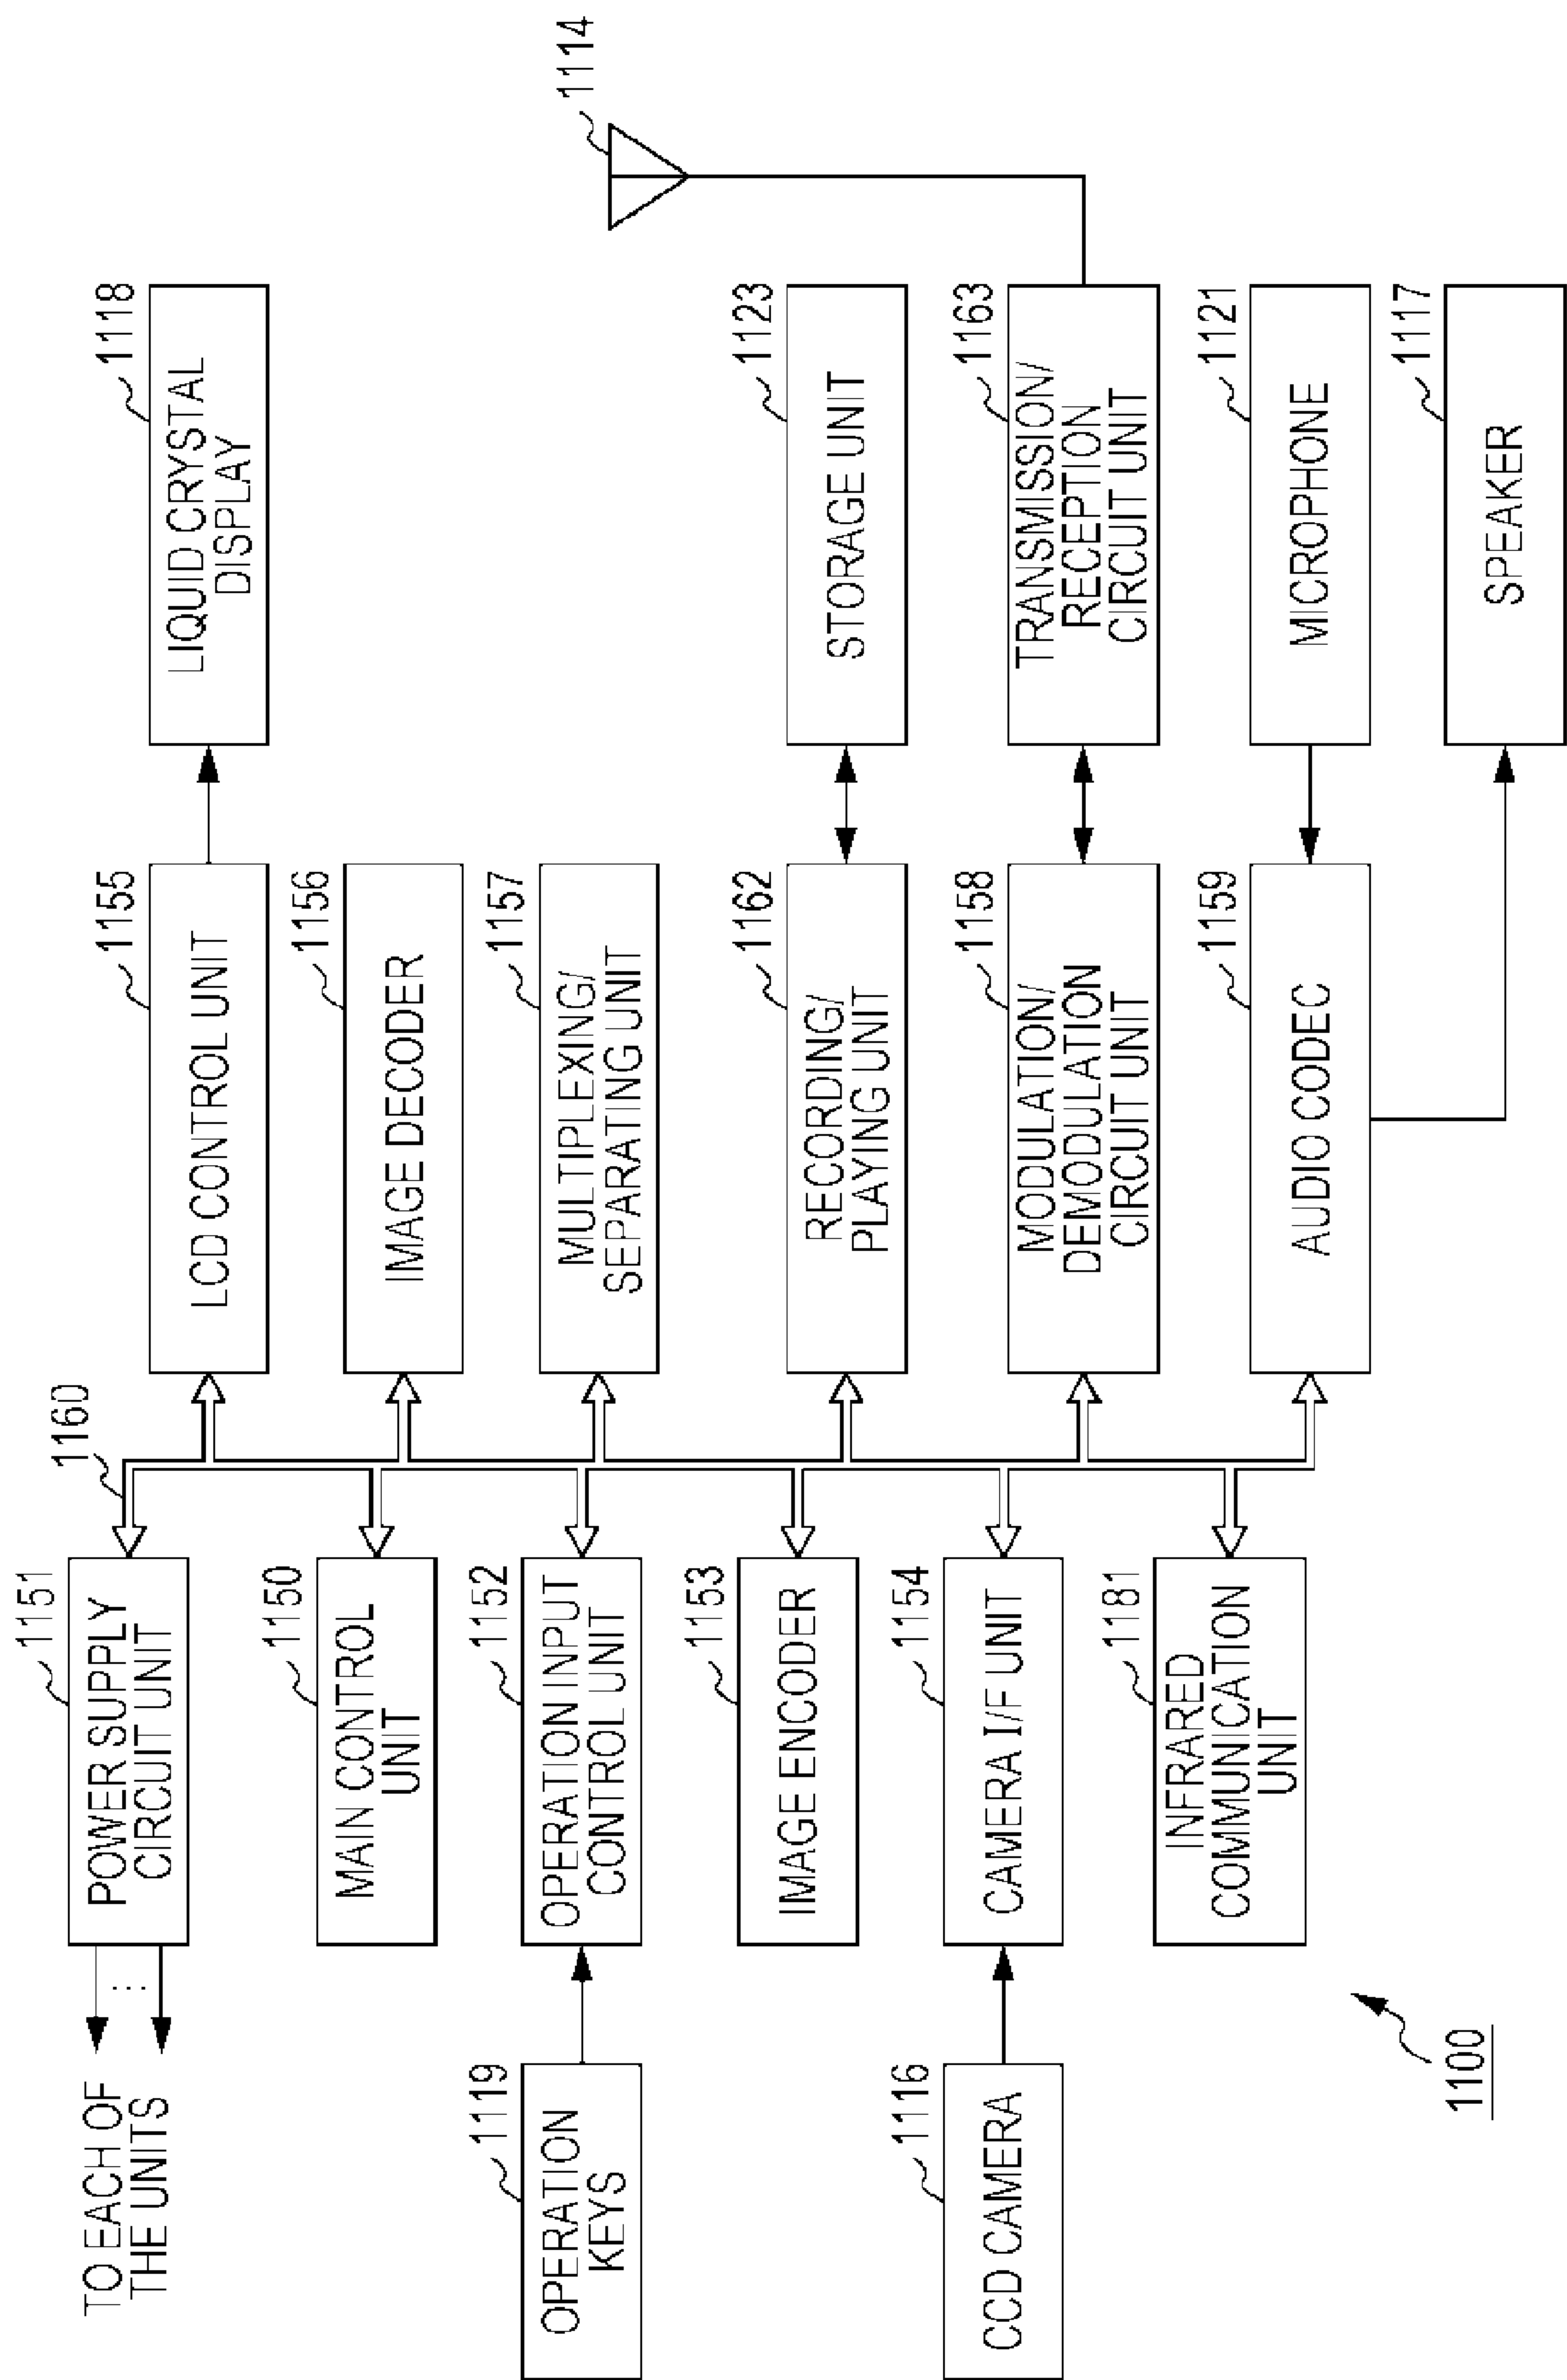 1151
POWER SUPPLY
CIRCUIT UNIT
TO EACH OF
THE UNITS
...
1160
1155
LCD CONTROL UNIT
1118
LIQUID CRYSTAL
DISPLAY
1150
MAIN CONTROL
UNIT
1156
IMAGE DECODER
1119
OPERATION
KEYS
1152
OPERATION INPUT
CONTROL UNIT
1157
MULTIPLEXING/
SEPARATING UNIT
1114
1153
IMAGE ENCODER
1162
RECORDING/
PLAYING UNIT
1123
STORAGE UNIT
1116
CCD CAMERA
1154
CAMERA I/F UNIT
1158
MODULATION/
DEMODULATION
CIRCUIT UNIT
1163
TRANSMISSION/
RECEPTION
CIRCUIT UNIT
1181
INFRARED
COMMUNICATION
UNIT
1159
AUDIO CODEC
1121
MICROPHONE
1117
SPEAKER
1100